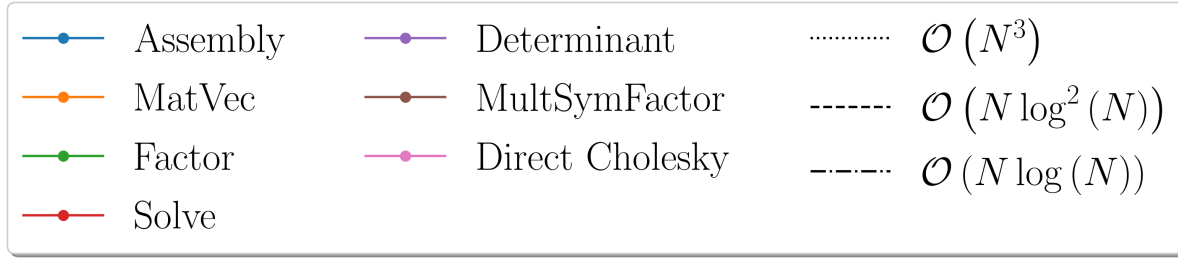 Assembly
MatVec
Factor
Solve
Determinant
MultSymFactor
Direct Cholesky
𝒪 (N³)
𝒪 (N log² (N))
𝒪 (N log (N))